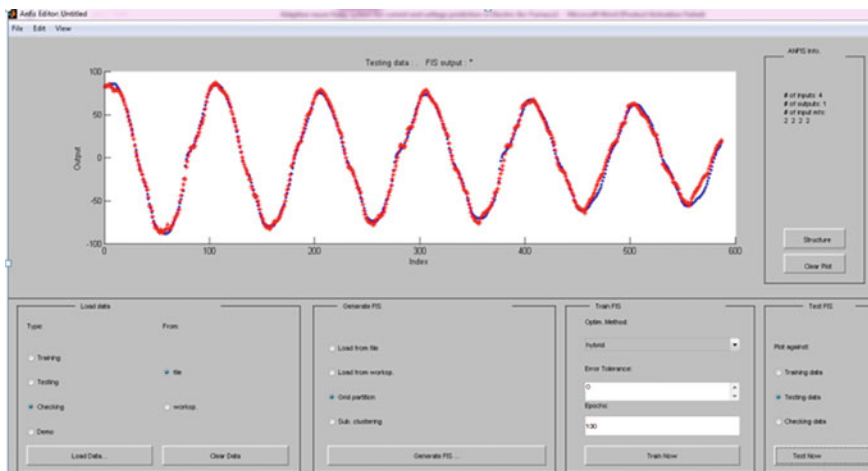 Anfis Editor: Untitled
File Edit View
Testing data : . FIS output : *
100
50
0
-50
-100
Output
0 100 200 300 400 500 600
Index
ANFIS Info.
# of inputs: 4
# of outputs: 1
# of input mfs:
2 2 2 2
Structure
Clear Plot
Load data
Type:
From:
Training
Testing
Checking
Demo
file
worksp.
Load Data...
Clear Data
Generate FIS
Load from file
Load from worksp.
Grid partition
Sub. clustering
Generate FIS ...
Train FIS
Optim. Method:
hybrid
Error Tolerance:
0
Epochs:
100
Train Now
Test FIS
Plot against:
Training data
Testing data
Checking data
Test Now